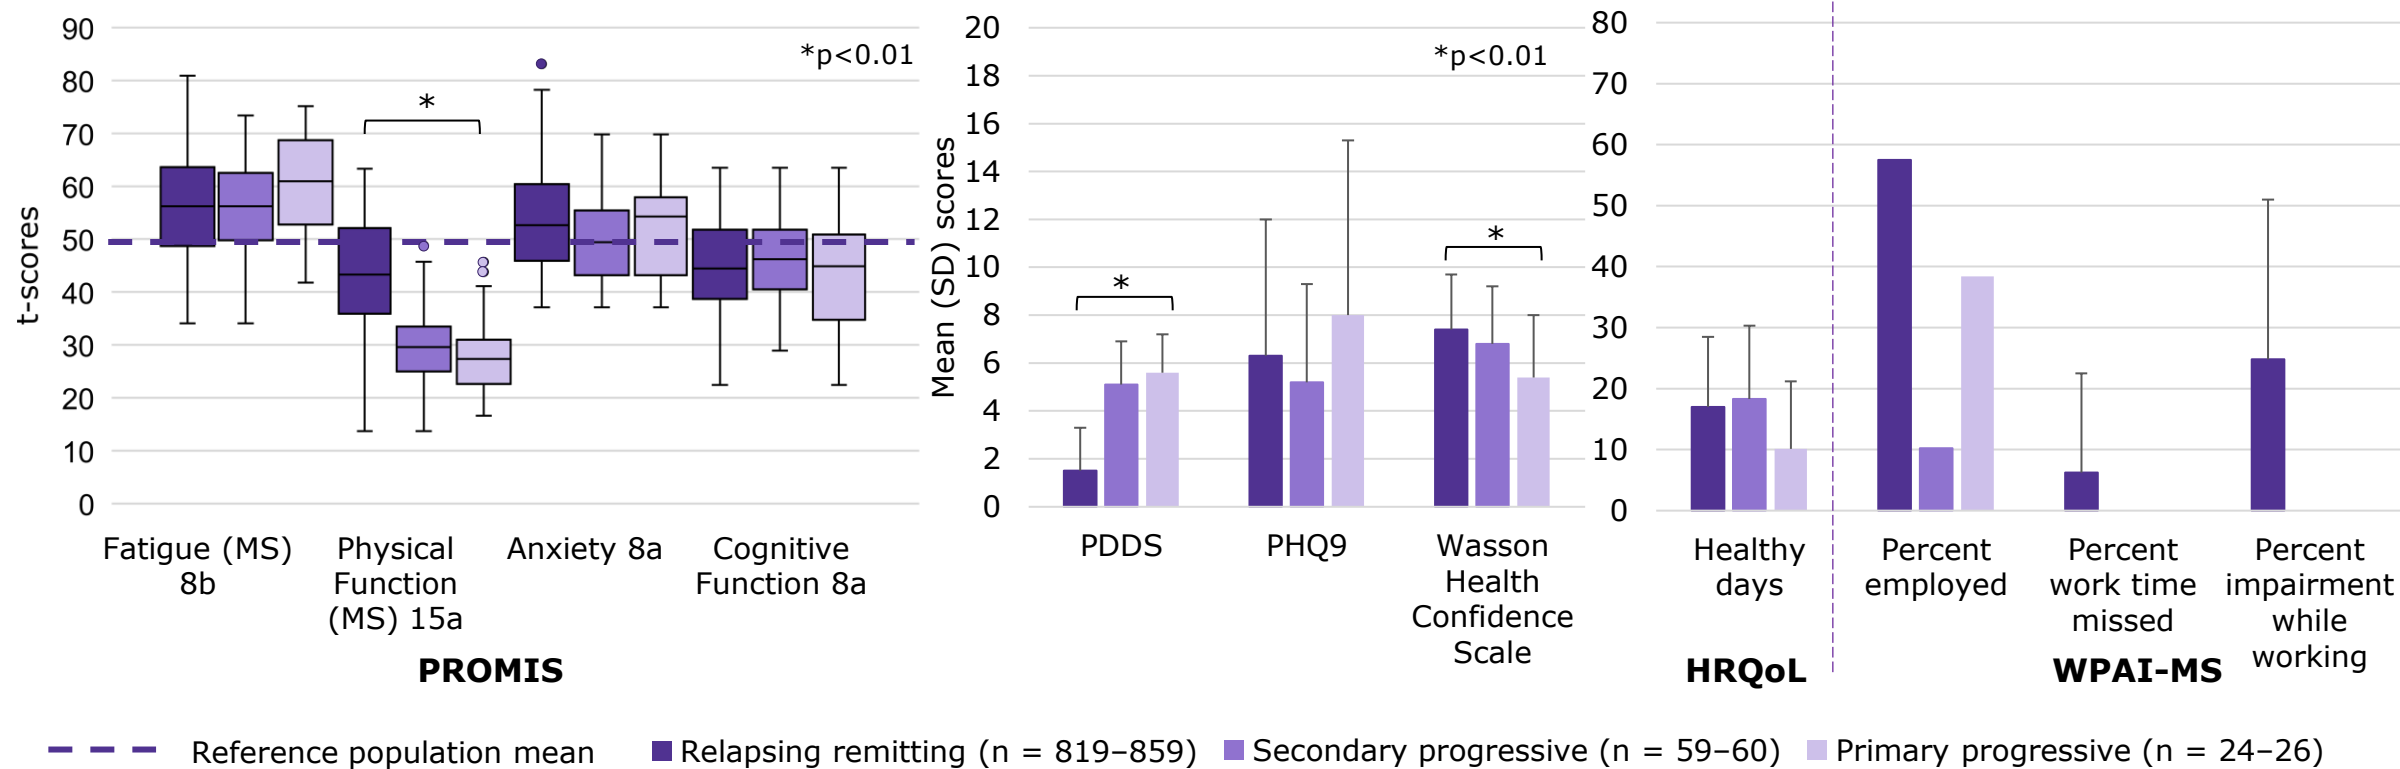 90
80
70
60
50
40
30
20
10
0
t-scores
*p<0.01
*
Fatigue (MS)
8b
Physical
Function
(MS) 15a
Anxiety 8a
Cognitive
Function 8a
PROMIS
20
18
16
14
12
10
8
6
4
2
0
Mean (SD) scores
*p<0.01
*
*
PDDS
PHQ9
Wasson
Health
Confidence
Scale
80
70
60
50
40
30
20
10
0
Healthy
days
HRQoL
Percent
employed
Percent
work time
missed
Percent
impairment
while
working
WPAI-MS
Reference population mean
Relapsing remitting (n = 819–859)
Secondary progressive (n = 59–60)
Primary progressive (n = 24–26)